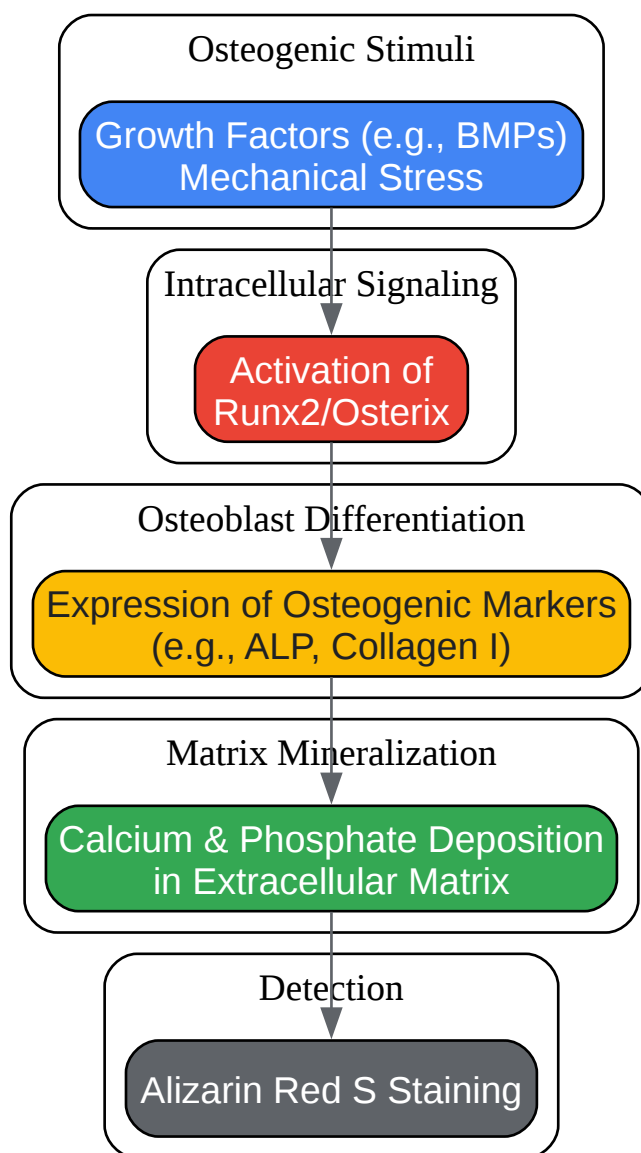 Osteogenic Stimuli
Growth Factors (e.g., BMPs)
Mechanical Stress
Intracellular Signaling
Activation of
Runx2/Osterix
Osteoblast Differentiation
Expression of Osteogenic Markers
(e.g., ALP, Collagen I)
Matrix Mineralization
Calcium & Phosphate Deposition
in Extracellular Matrix
Detection
Alizarin Red S Staining